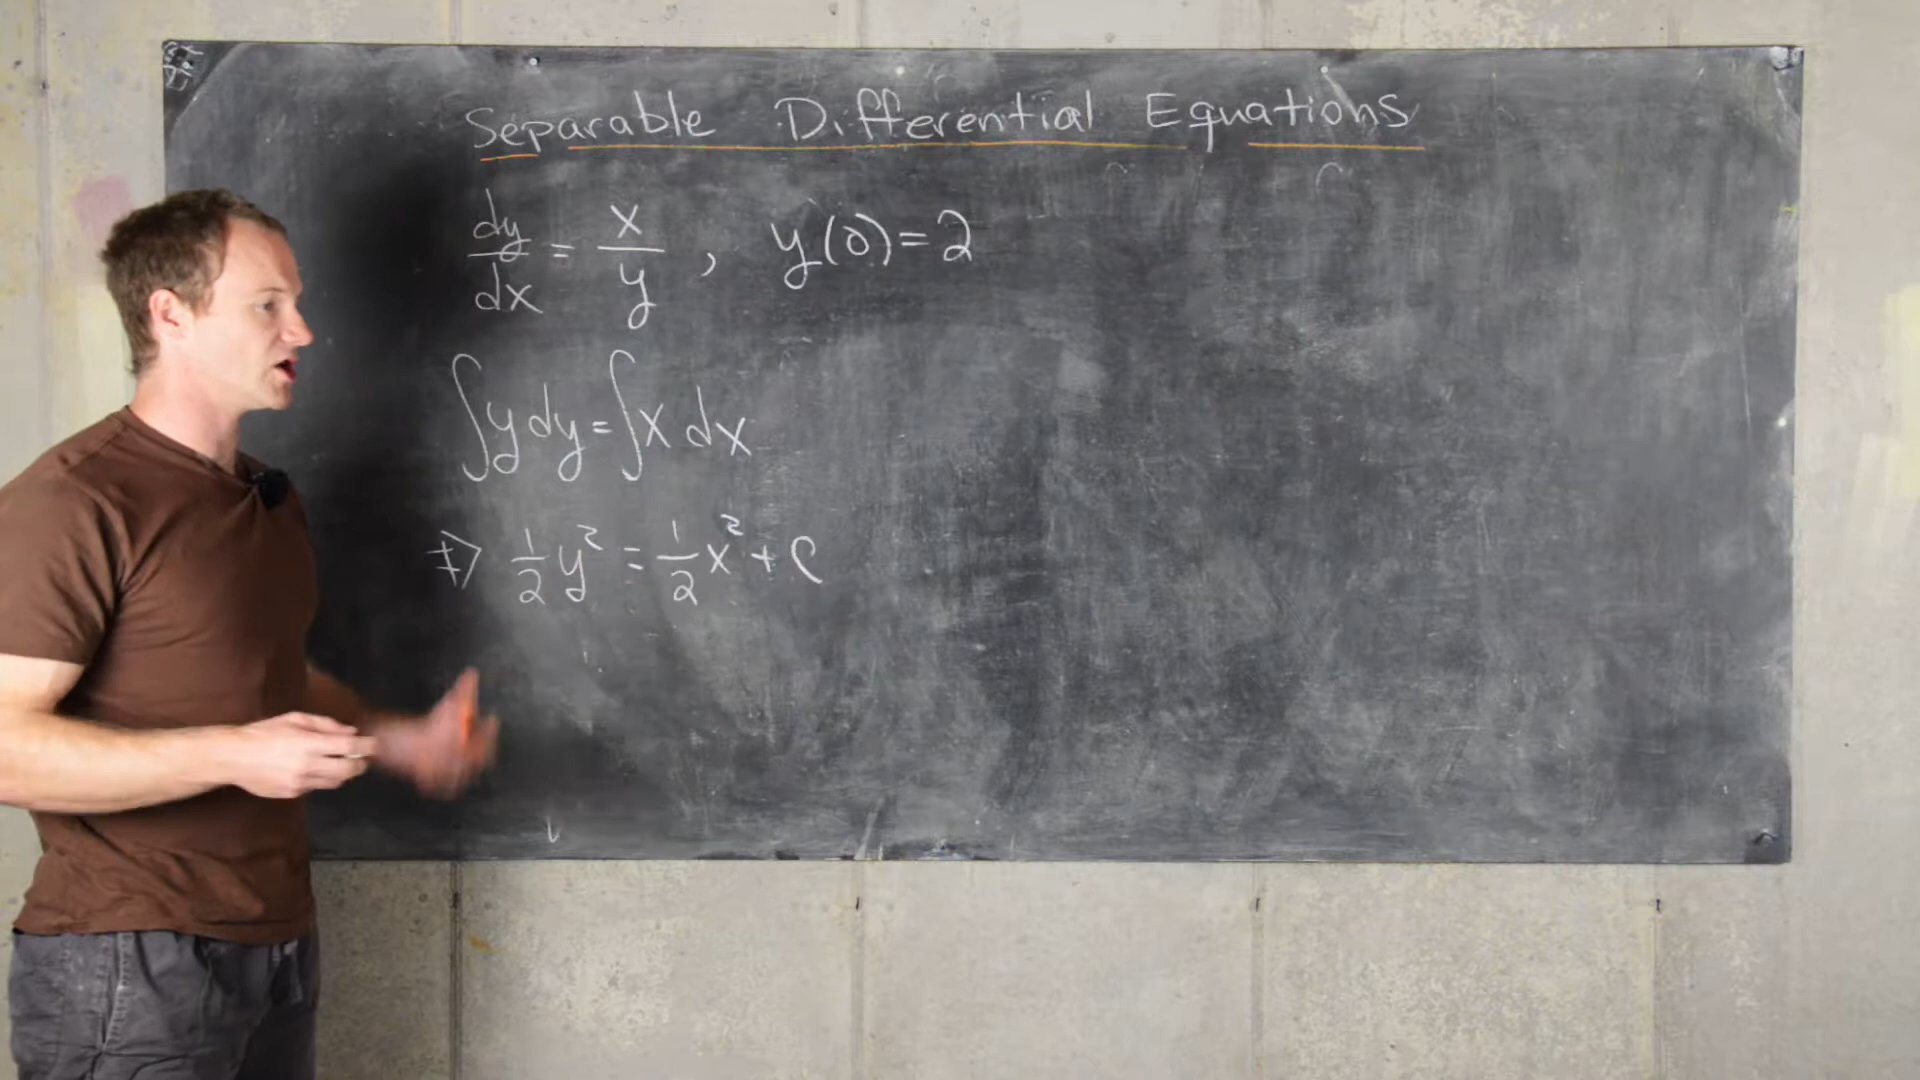 Separable Differential Equations
dy/dx = x/y , y(0)=2
∫y dy = ∫x dx
⇒ 1/2 y² = 1/2 x² + C